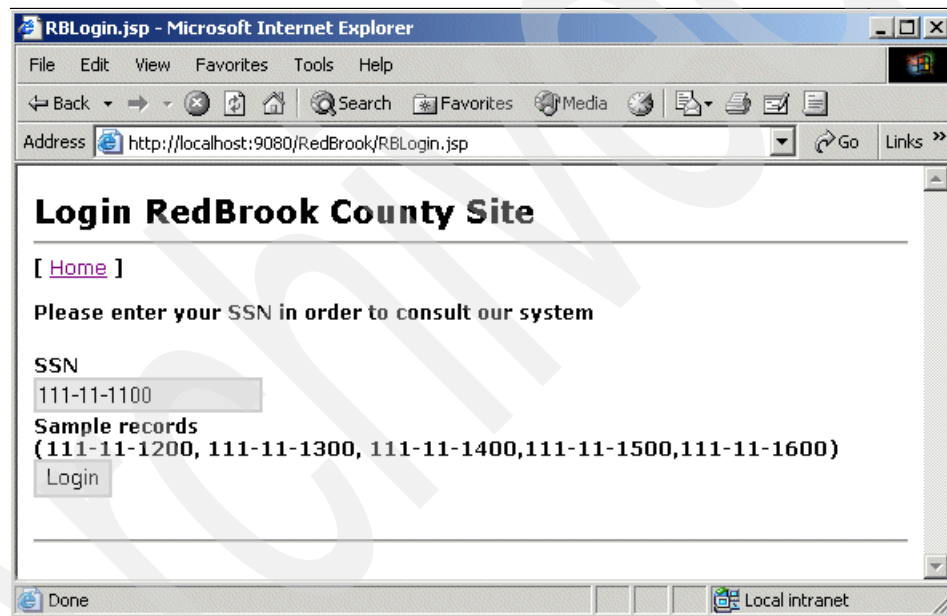 RBLogin.jsp - Microsoft Internet Explorer
File Edit View Favorites Tools Help
Back Search Favorites Media
Address http://localhost:9080/RedBrook/RBLogin.jsp Go Links »
Login RedBrook County Site
[ Home ]
Please enter your SSN in order to consult our system
SSN
111-11-1100
Sample records
(111-11-1200, 111-11-1300, 111-11-1400,111-11-1500,111-11-1600)
Login
Done Local intranet